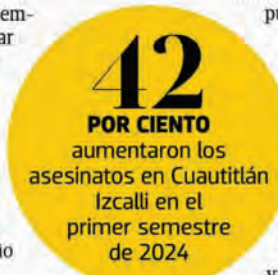 42
POR CIENTO
aumentaron los
asesinatos en Cuautitlán
Izcalli en el
primer semestre
de 2024